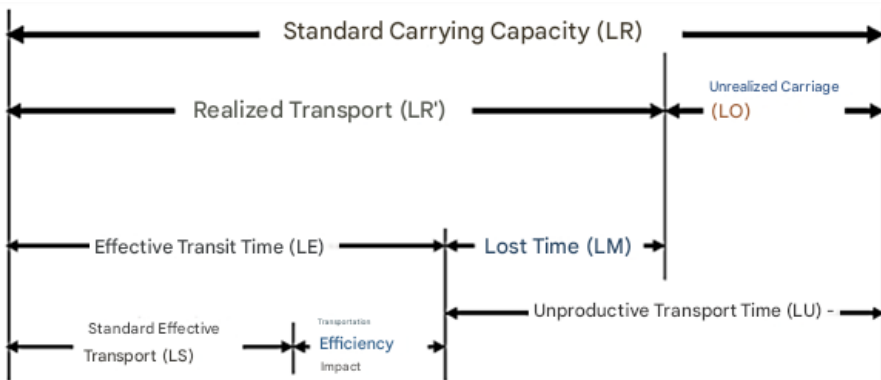 Standard Carrying Capacity (LR)
Unrealized Carriage
Realized Transport (LR')
(LO)
Effective Transit Time (LE)
Lost Time (LM)
Unproductive Transport Time (LU) -
Standard Effective
Transport (LS)
Transportation
Efficiency
Impact